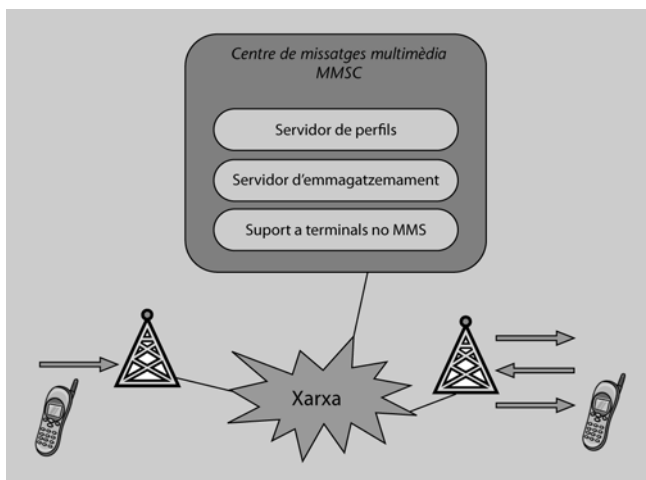 Centre de missatges multimèdia
MMSC
Servidor de perfils
Servidor d'emmagatzemament
Suport a terminals no MMS
Xarxa